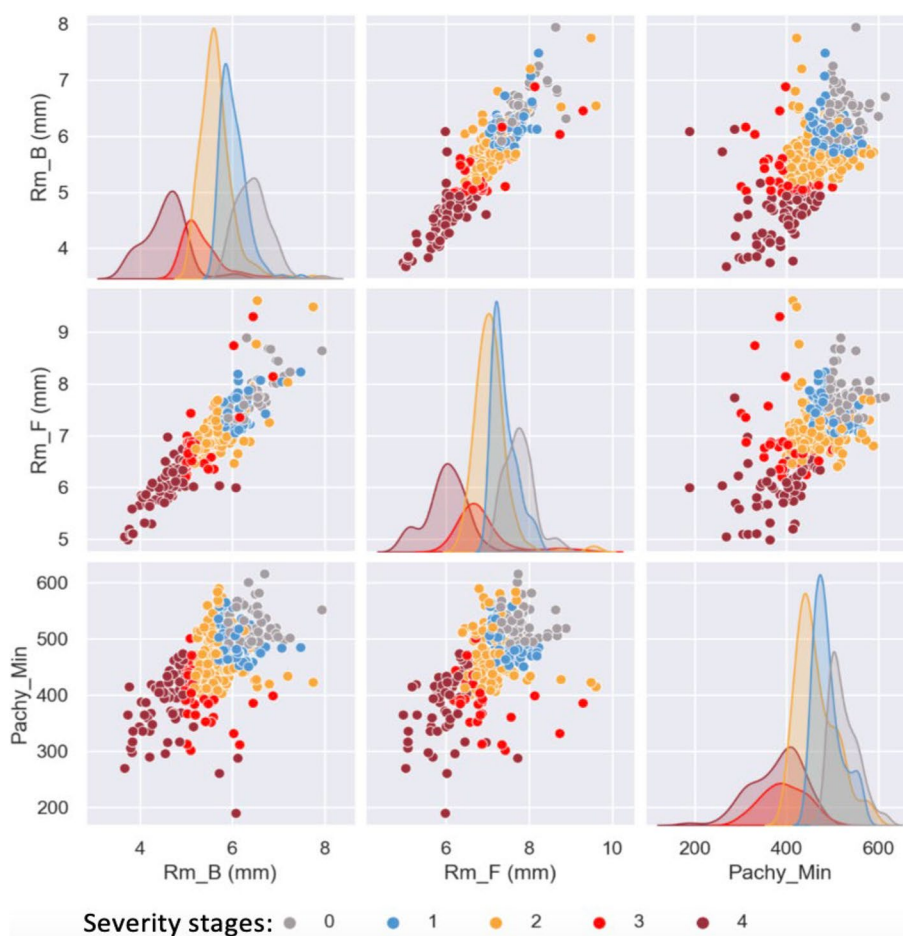 8
7
6
5
4
Rm_B (mm)
9
8
7
6
5
Rm_F (mm)
600
500
400
300
200
Pachy_Min
4 6 8
6 8 10
200 400 600
Rm_B (mm) Rm_F (mm) Pachy_Min
Severity stages: 0 1 2 3 4